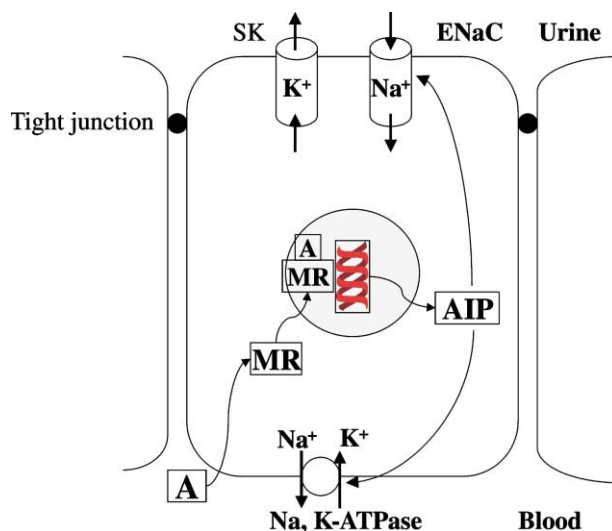 SK
ENaC
Urine
K+
Na+
Tight junction
A
MR
AIP
MR
Na+
K+
A
Na, K-ATPase
Blood